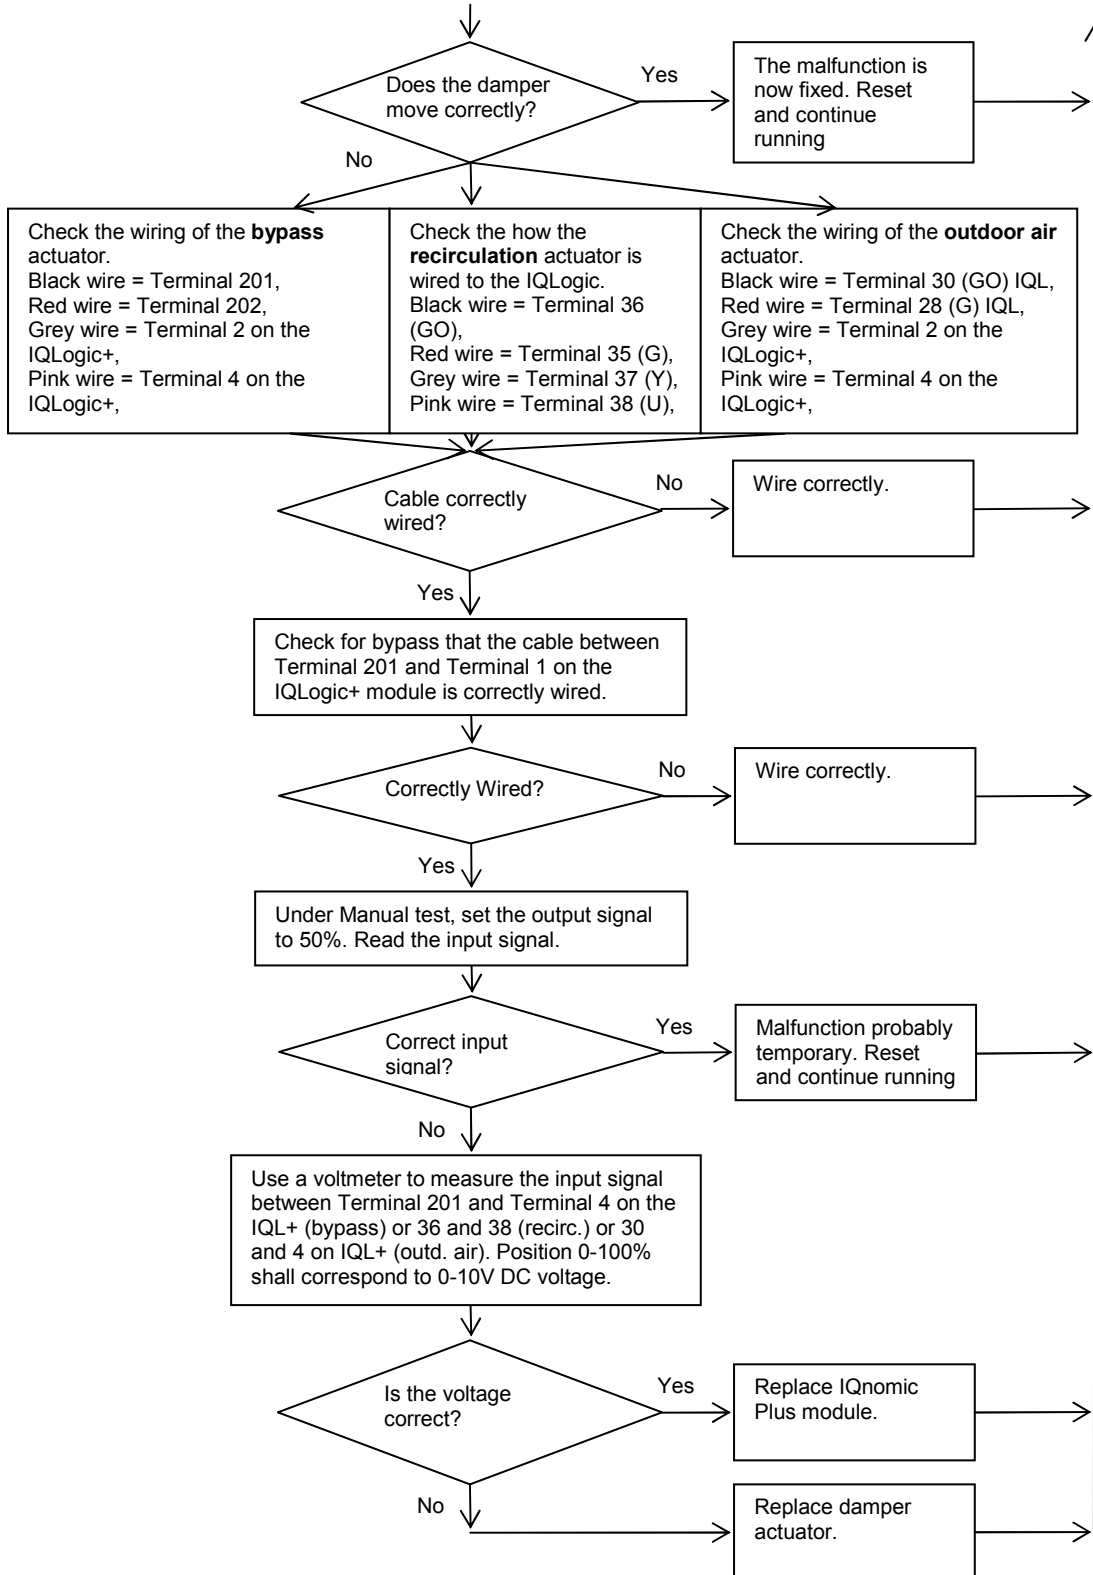 Does the damper
move correctly?
Yes
The malfunction is
now fixed. Reset
and continue
running
No
Check the wiring of the bypass
actuator.
Black wire = Terminal 201,
Red wire = Terminal 202,
Grey wire = Terminal 2 on the
IQLogic+,
Pink wire = Terminal 4 on the
IQLogic+,
Check the how the
recirculation actuator is
wired to the IQLogic.
Black wire = Terminal 36
(GO),
Red wire = Terminal 35 (G),
Grey wire = Terminal 37 (Y),
Pink wire = Terminal 38 (U),
Check the wiring of the outdoor air
actuator.
Black wire = Terminal 30 (GO) IQL,
Red wire = Terminal 28 (G) IQL,
Grey wire = Terminal 2 on the
IQLogic+,
Pink wire = Terminal 4 on the
IQLogic+,
Cable correctly
wired?
No
Wire correctly.
Yes
Check for bypass that the cable between
Terminal 201 and Terminal 1 on the
IQLogic+ module is correctly wired.
Correctly Wired?
No
Wire correctly.
Yes
Under Manual test, set the output signal
to 50%. Read the input signal.
Correct input
signal?
Yes
Malfunction probably
temporary. Reset
and continue running
No
Use a voltmeter to measure the input signal
between Terminal 201 and Terminal 4 on the
IQL+ (bypass) or 36 and 38 (recirc.) or 30
and 4 on IQL+ (outd. air). Position 0-100%
shall correspond to 0-10V DC voltage.
Is the voltage
correct?
Yes
Replace IQnomic
Plus module.
No
Replace damper
actuator.